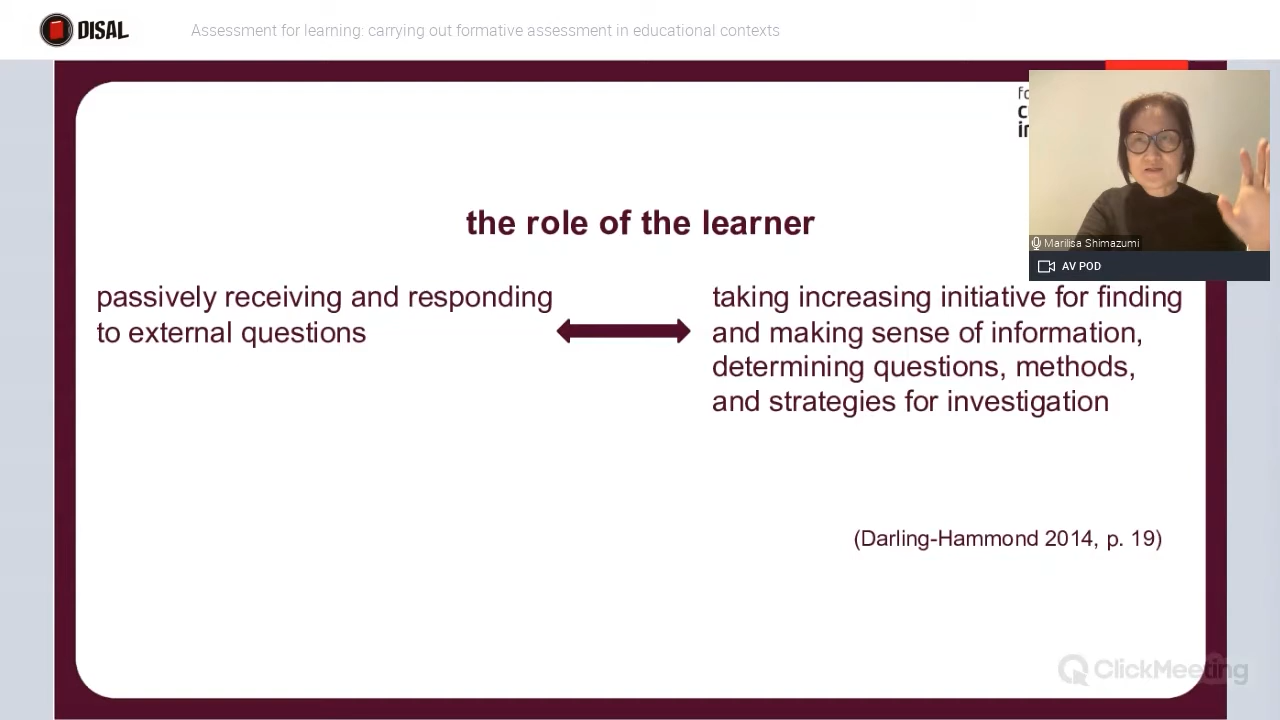 DISAL
Assessment for learning: carrying out formative assessment in educational contexts
the role of the learner
passively receiving and responding
to external questions
taking increasing initiative for finding
and making sense of information,
determining questions, methods,
and strategies for investigation
(Darling-Hammond 2014, p. 19)
Marilisa Shimazumi
AV POD
ClickMeeting